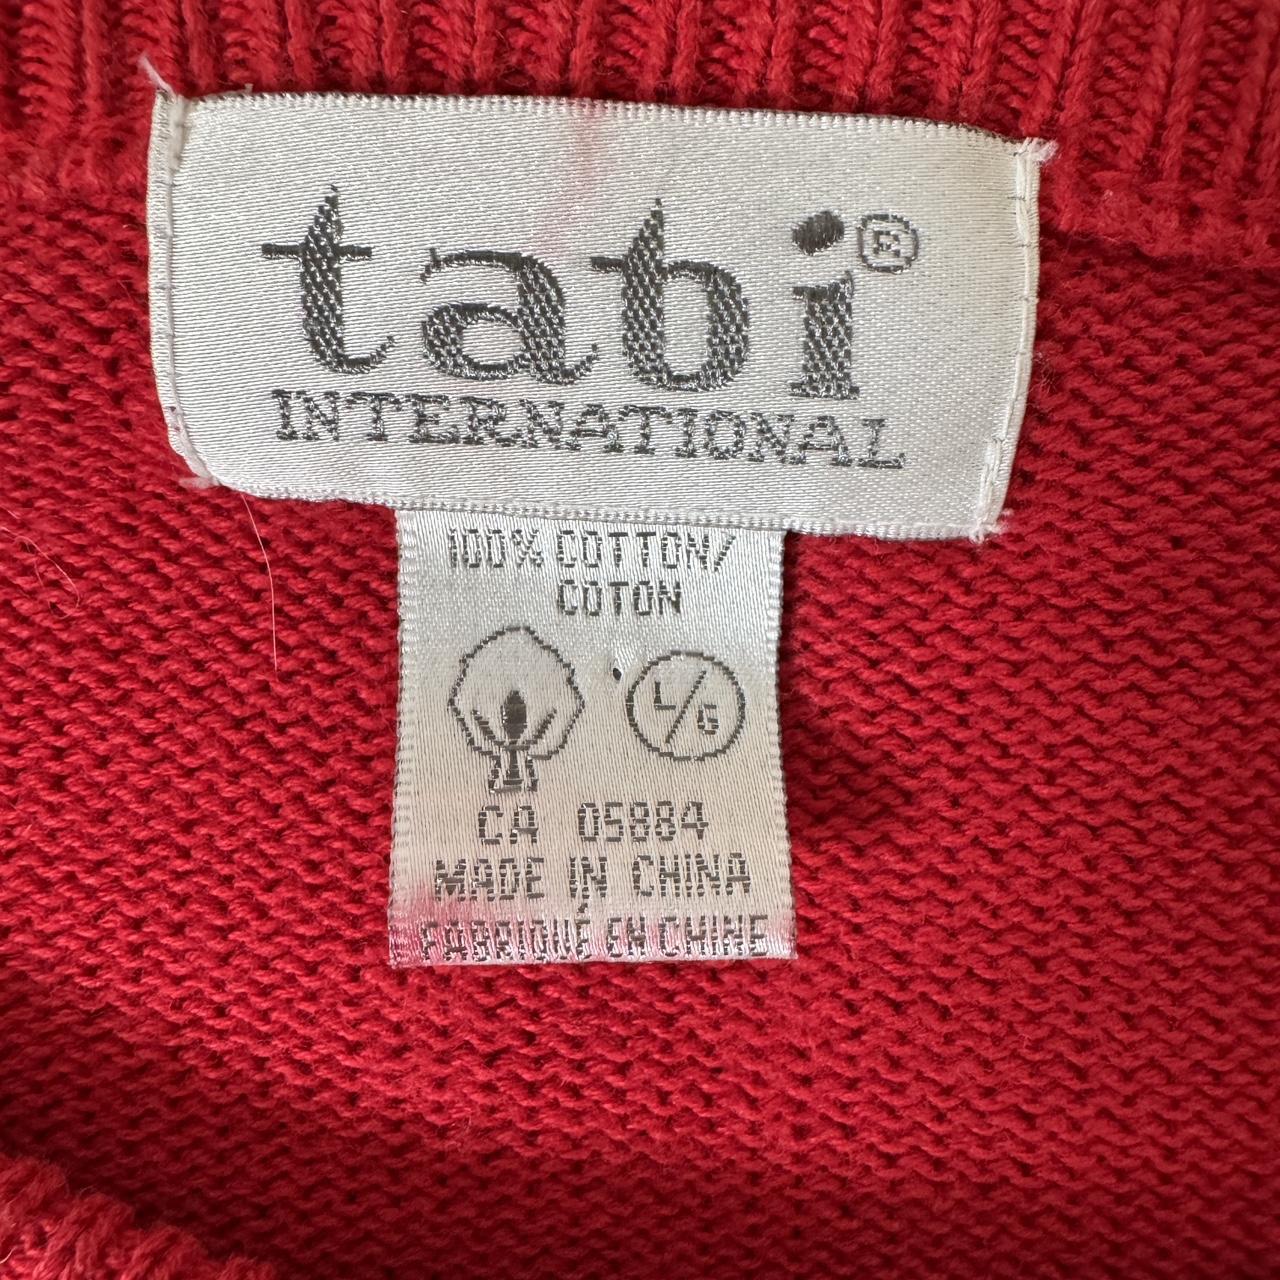 tabi®
INTERNATIONAL
100% COTTON/
COTON
L/G
CA 05884
MADE IN CHINA
FABRIQUÉ EN CHINE